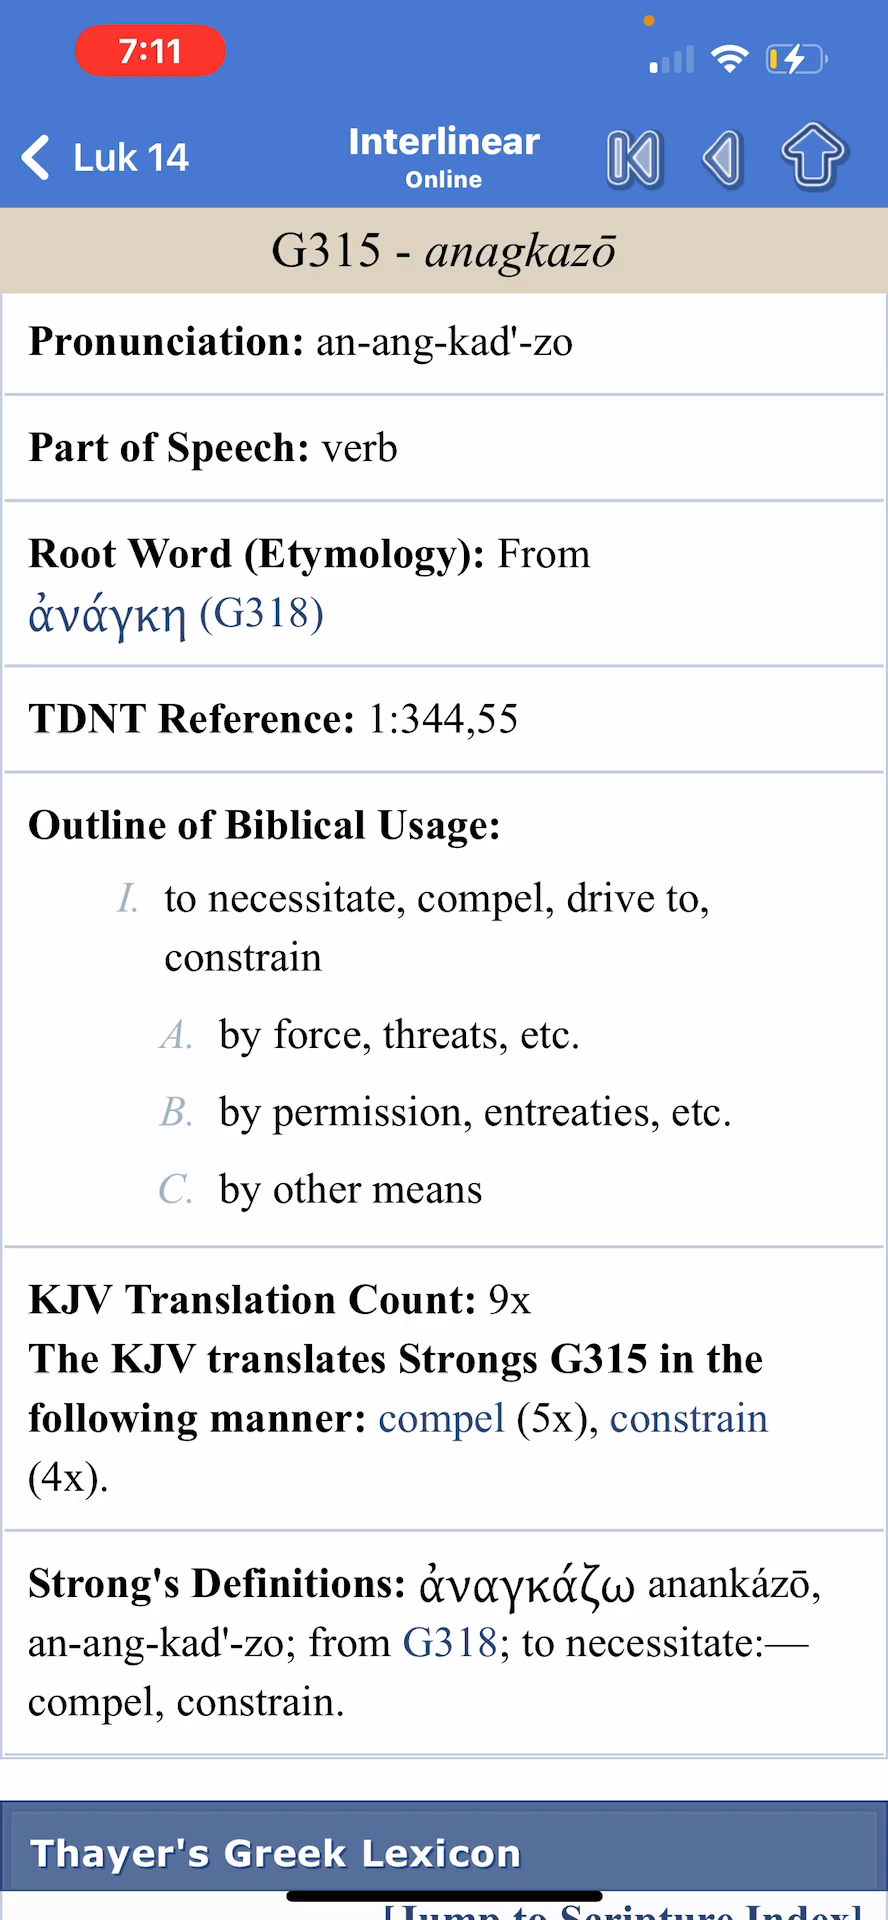 7:11
Luk 14
Interlinear
Online
G315 - anagkazō
Pronunciation: an-ang-kad'-zo
Part of Speech: verb
Root Word (Etymology): From
ἀνάγκη (G318)
TDNT Reference: 1:344,55
Outline of Biblical Usage:
I. to necessitate, compel, drive to,
constrain
A. by force, threats, etc.
B. by permission, entreaties, etc.
C. by other means
KJV Translation Count: 9x
The KJV translates Strongs G315 in the
following manner: compel (5x), constrain
(4x).
Strong's Definitions: ἀναγκάζω anankázō,
an-ang-kad'-zo; from G318; to necessitate:—
compel, constrain.
Thayer's Greek Lexicon
[Jump to Scripture Index]